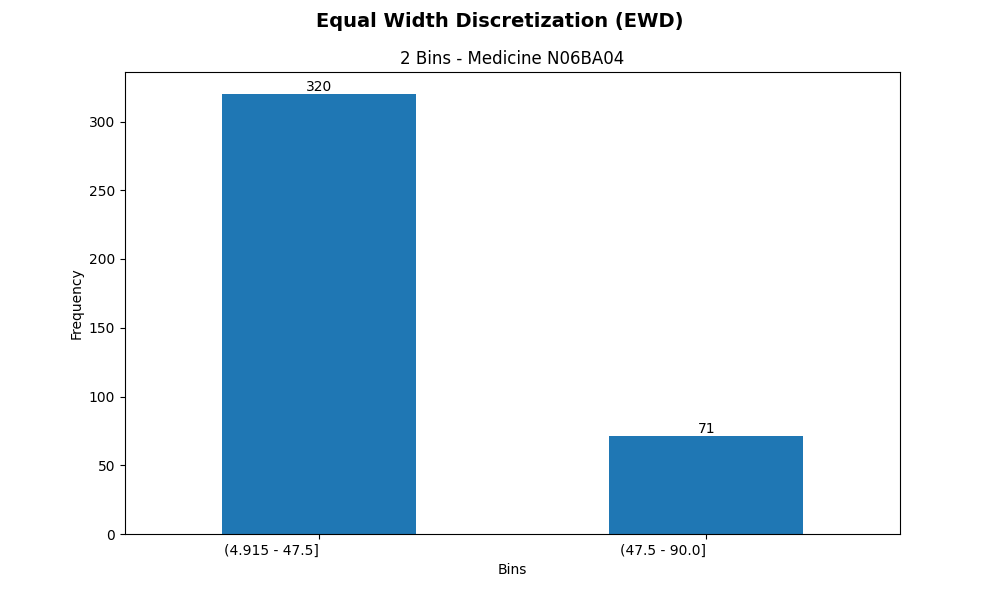 Equal Width Discretization (EWD)
2 Bins - Medicine N06BA04
320
300
250
200
150
100
71
50
0
Frequency
(4.915 - 47.5]
(47.5 - 90.0]
Bins